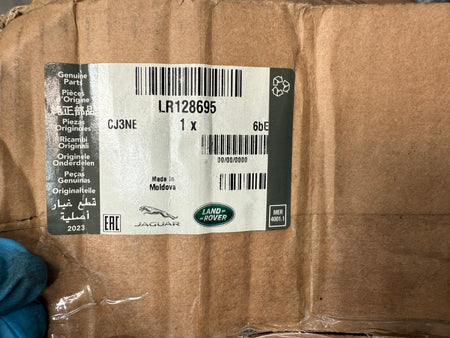 Genuine
Parts
Pièces
d'Origine
純正部品
Piezas
Originales
Ricambi
Originali
Originele
Onderdelen
Peças
Genuínas
Originalteile
قطع غيار
أصلية
2023
LR128695
CJ3NE 1 x 6bE
00/00/0000
Made in
Moldova
EAC
JAGUAR
LAND-
ROVER
MER
4001.1